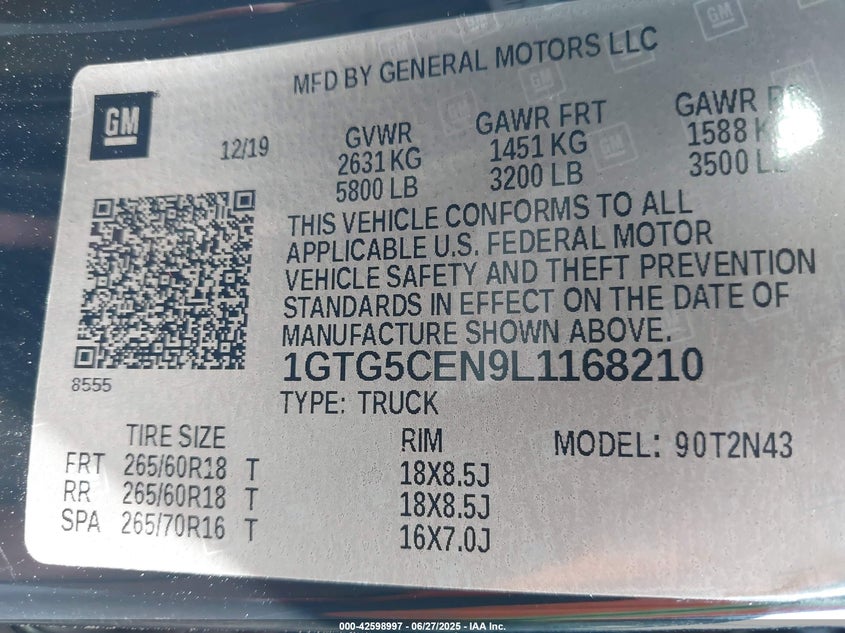 MFD BY GENERAL MOTORS LLC
GM
12/19
GVWR
2631 KG
5800 LB
GAWR FRT
1451 KG
3200 LB
GAWR
1588
3500
THIS VEHICLE CONFORMS TO ALL
APPLICABLE U.S. FEDERAL MOTOR
VEHICLE SAFETY AND THEFT PREVENTION
STANDARDS IN EFFECT ON THE DATE OF
MANUFACTURE SHOWN ABOVE.
8555
1GTG5CEN9L1168210
TYPE: TRUCK
TIRE SIZE RIM MODEL: 90T2N43
FRT 265/60R18 T 18X8.5J
RR 265/60R18 T 18X8.5J
SPA 265/70R16 T 16X7.0J
000-42598997 - 06/27/2025 - IAA Inc.